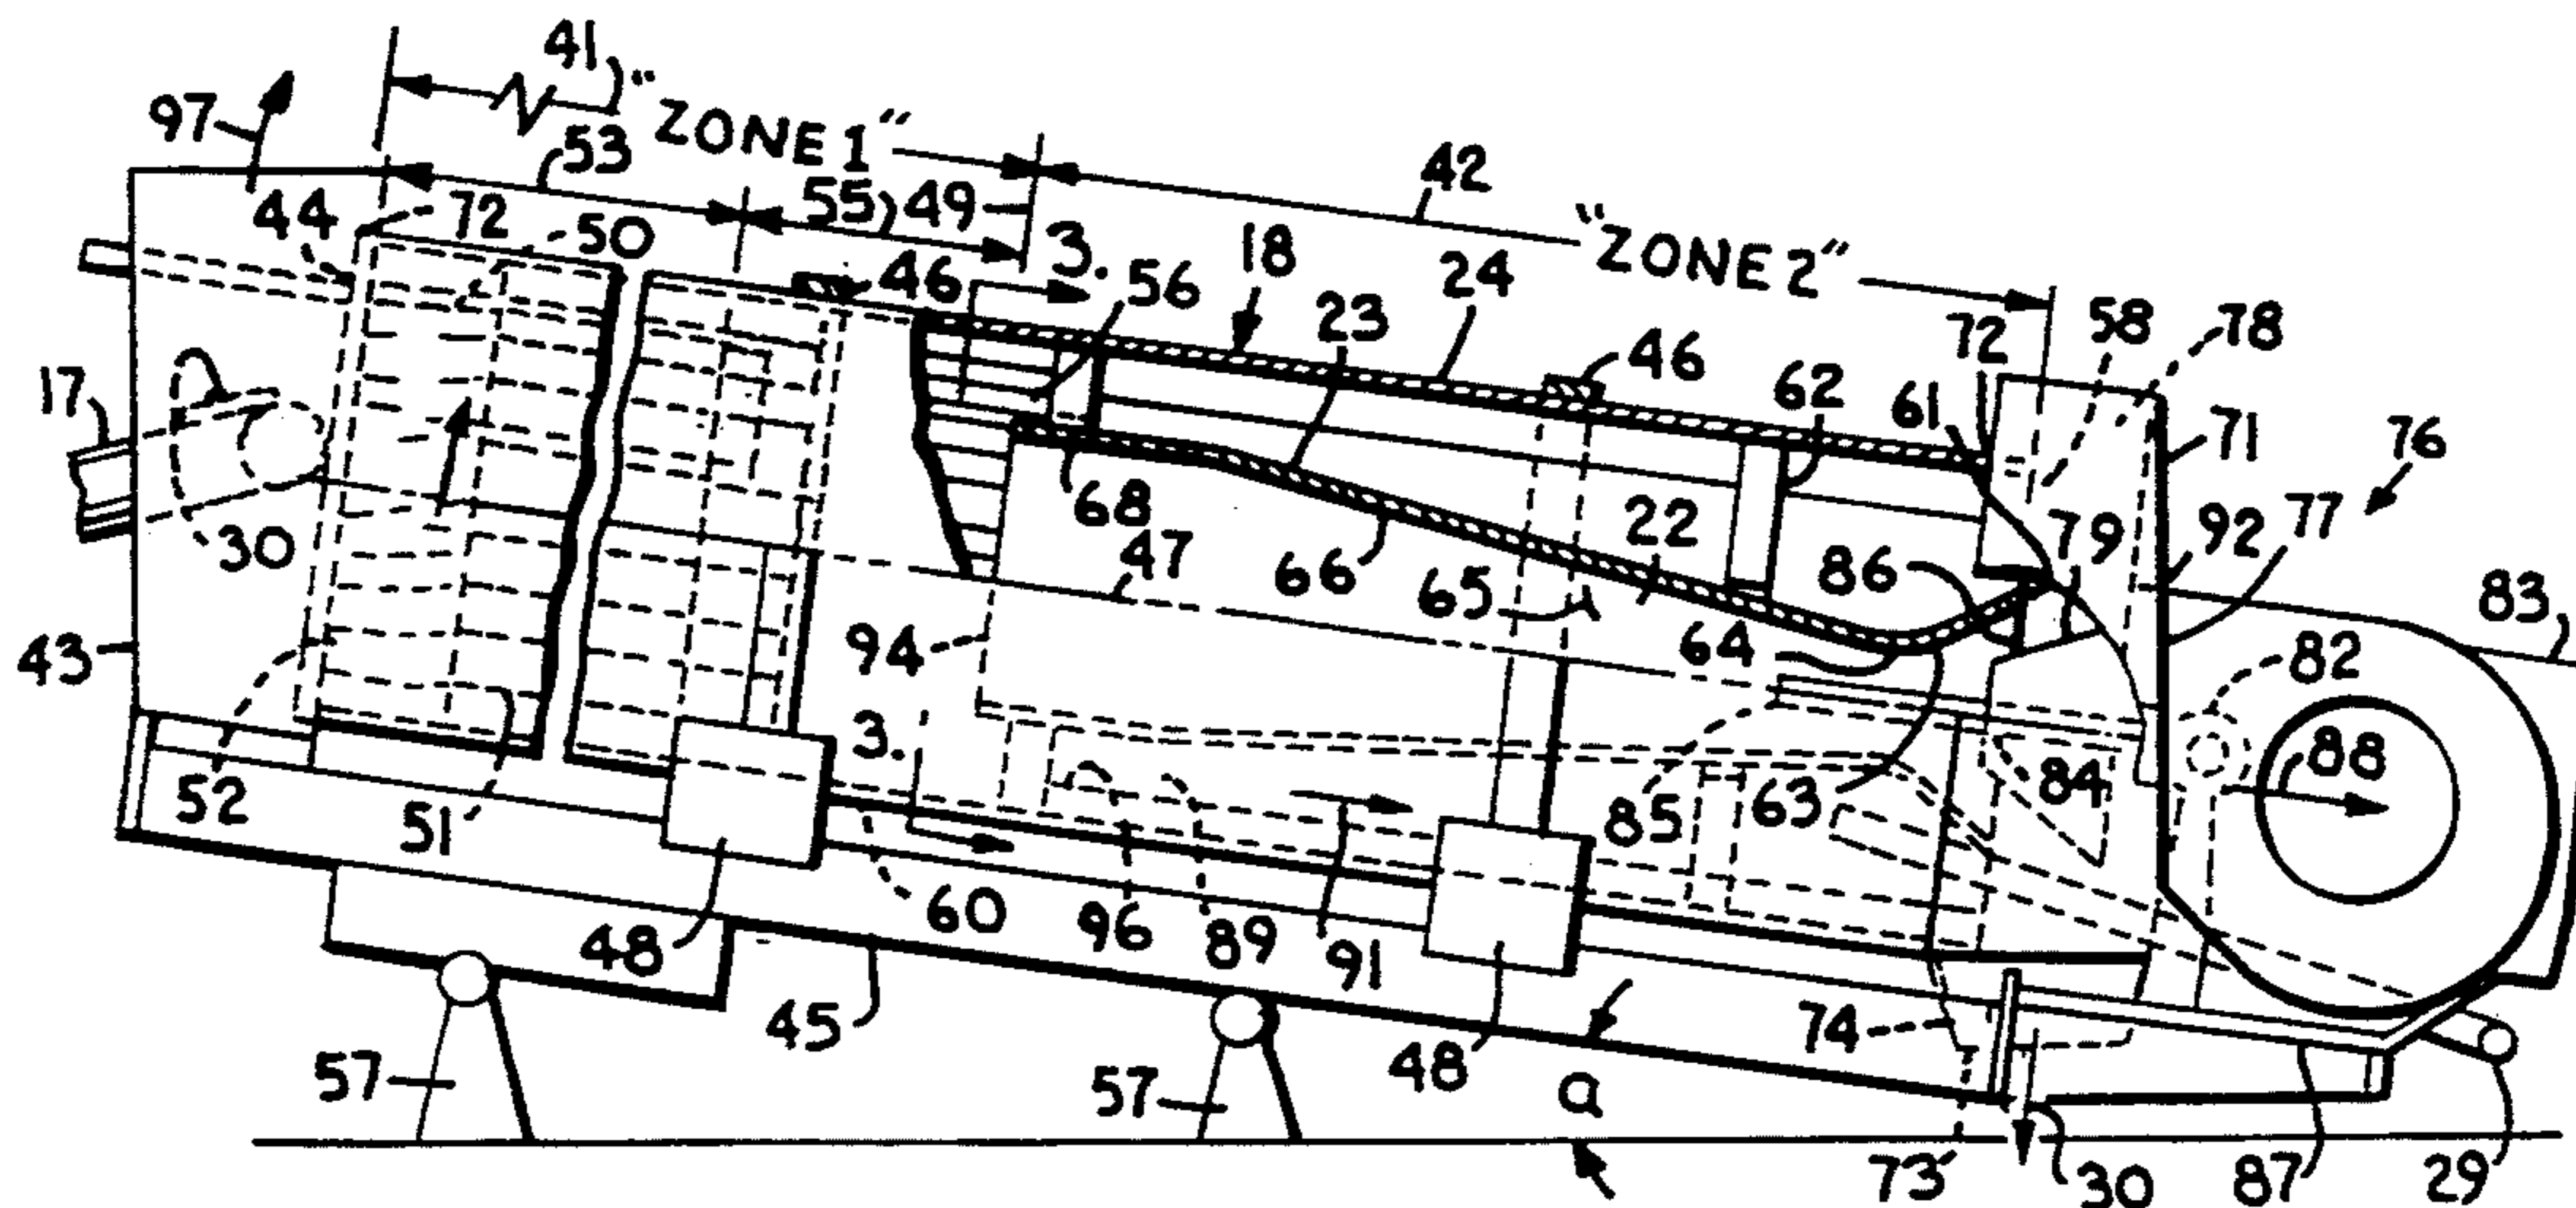 41 "ZONE 1"
97 53
42
44 72 50 55 49 3. 18 "ZONE 2"
46 56 24 58 78
23 46 72
17 62 61 71 76
30 68 22 92 77
47 66 65 86 79 83
43 94 64 82
52 51 3. 85 63 84 88
60 96 89 91
48 45 74
57 57 48 a
73 30 87 29